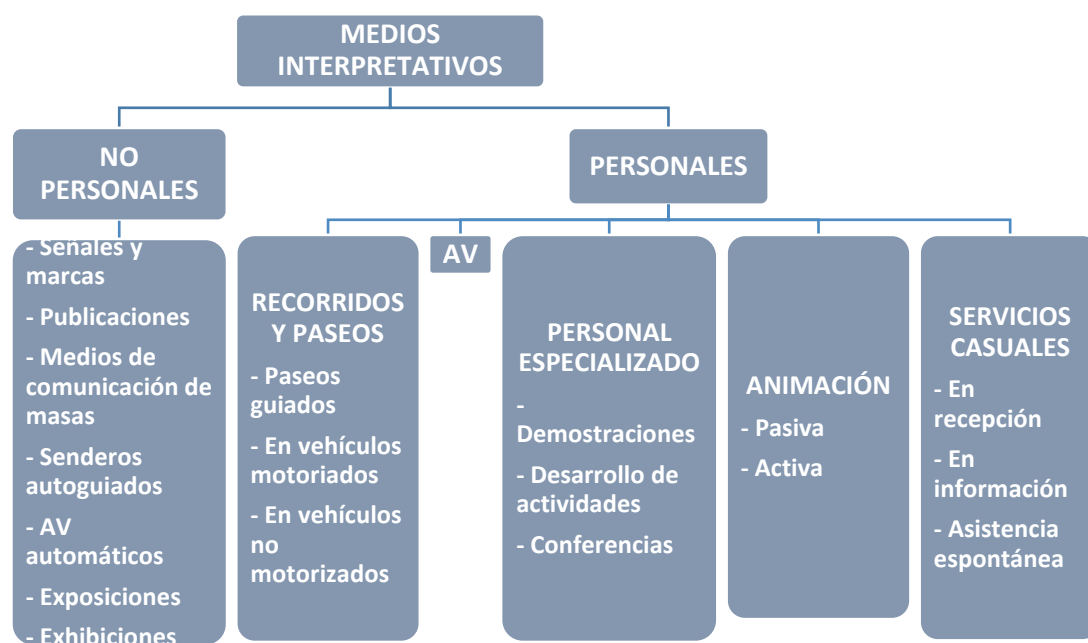 MEDIOS
INTERPRETATIVOS
NO
PERSONALES
PERSONALES
- Señales y
marcas
- Publicaciones
- Medios de
comunicación de
masas
- Senderos
autoguiados
- AV
automáticos
- Exposiciones
- Exhibiciones
RECORRIDOS
Y PASEOS
- Paseos
guiados
- En vehículos
motoriados
- En vehículos
no
motorizados
AV
PERSONAL
ESPECIALIZADO
-
Demostraciones
- Desarrollo de
actividades
- Conferencias
ANIMACIÓN
- Pasiva
- Activa
SERVICIOS
CASUALES
- En
recepción
- En
información
- Asistencia
espontánea